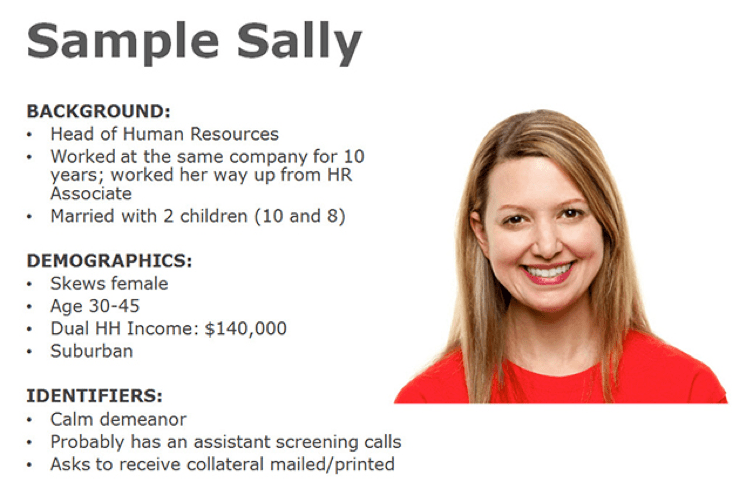 Sample Sally
BACKGROUND:
• Head of Human Resources
• Worked at the same company for 10
years; worked her way up from HR
Associate
• Married with 2 children (10 and 8)
DEMOGRAPHICS:
• Skews female
• Age 30-45
• Dual HH Income: $140,000
• Suburban
IDENTIFIERS:
• Calm demeanor
• Probably has an assistant screening calls
• Asks to receive collateral mailed/printed